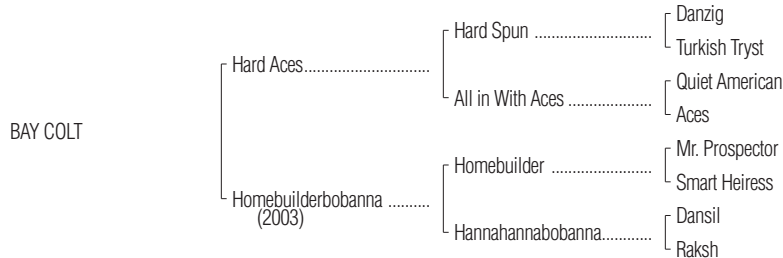 Danzig
Hard Spun ............................
Turkish Tryst
Hard Aces..............................
Quiet American
All in With Aces ...................
Aces
BAY COLT
Mr. Prospector
Homebuilder ........................
Smart Heiress
Homebuilderbobanna ..........
(2003)
Dansil
Hannahannabobanna............
Raksh